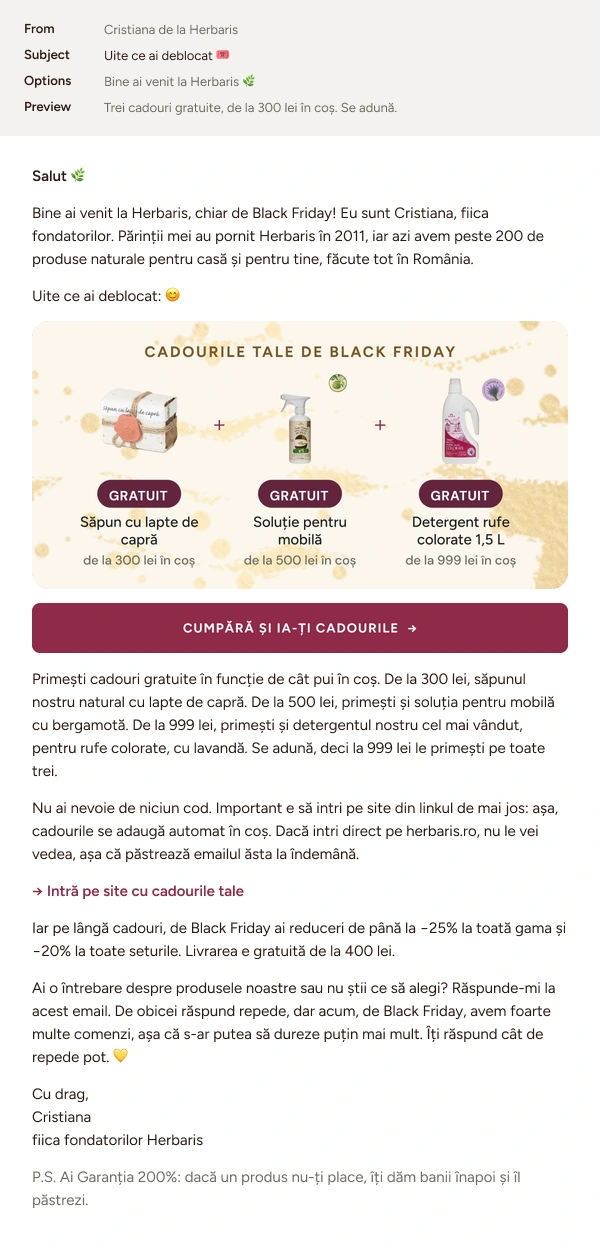 From Cristiana de la Herbaris
Subject Uite ce ai deblocat 🎟️
Options Bine ai venit la Herbaris 🌿
Preview Trei cadouri gratuite, de la 300 lei în coș. Se adună.
Salut 🌿
Bine ai venit la Herbaris, chiar de Black Friday! Eu sunt Cristiana, fiica
fondatorilor. Părinții mei au pornit Herbaris în 2011, iar azi avem peste 200 de
produse naturale pentru casă și pentru tine, făcute tot în România.
Uite ce ai deblocat: 😊
CADOURILE TALE DE BLACK FRIDAY
săpun cu lapte de capră
+ +
GRATUIT GRATUIT GRATUIT
Săpun cu lapte de Soluție pentru Detergent rufe
capră mobilă colorate 1,5 L
de la 300 lei în coș de la 500 lei în coș de la 999 lei în coș
CUMPĂRĂ ȘI IA-ȚI CADOURILE →
Primești cadouri gratuite în funcție de cât pui în coș. De la 300 lei, săpunul
nostru natural cu lapte de capră. De la 500 lei, primești și soluția pentru mobilă
cu bergamotă. De la 999 lei, primești și detergentul nostru cel mai vândut,
pentru rufe colorate, cu lavandă. Se adună, deci la 999 lei le primești pe toate
trei.
Nu ai nevoie de niciun cod. Important e să intri pe site din linkul de mai jos: așa,
cadourile se adaugă automat în coș. Dacă intri direct pe herbaris.ro, nu le vei
vedea, așa că păstrează emailul ăsta la îndemână.
→ Intră pe site cu cadourile tale
Iar pe lângă cadouri, de Black Friday ai reduceri de până la −25% la toată gama și
−20% la toate seturile. Livrarea e gratuită de la 400 lei.
Ai o întrebare despre produsele noastre sau nu știi ce să alegi? Răspunde-mi la
acest email. De obicei răspund repede, dar acum, de Black Friday, avem foarte
multe comenzi, așa că s-ar putea să dureze puțin mai mult. Îți răspund cât de
repede pot. 💛
Cu drag,
Cristiana
fiica fondatorilor Herbaris
P.S. Ai Garanția 200%: dacă un produs nu-ți place, îți dăm banii înapoi și îl
păstrezi.